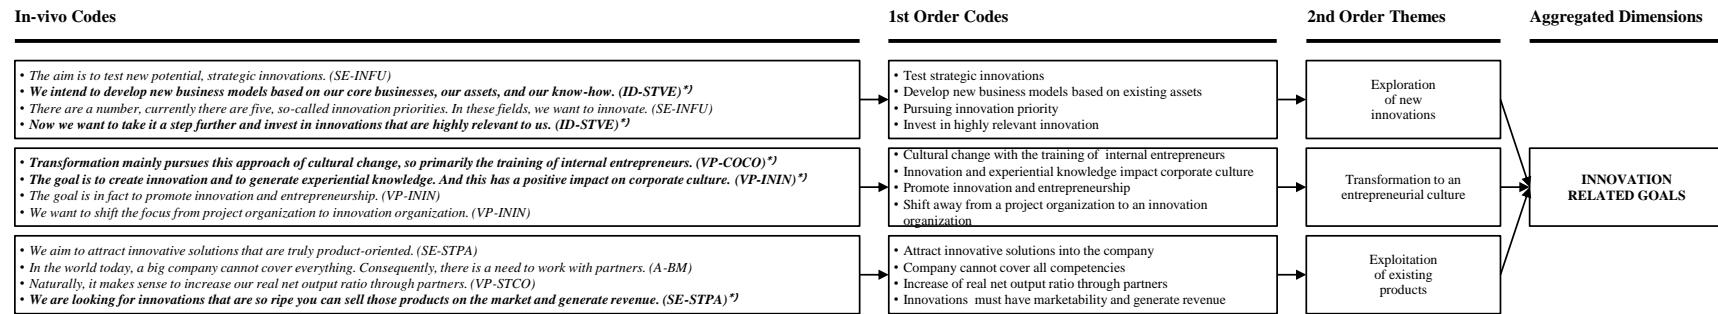 In-vivo Codes
1st Order Codes
2nd Order Themes
Aggregated Dimensions
• The aim is to test new potential, strategic innovations. (SE-INFU)
• We intend to develop new business models based on our core businesses, our assets, and our know-how. (ID-STVE)*)
• There are a number, currently there are five, so-called innovation priorities. In these fields, we want to innovate. (SE-INFU)
• Now we want to take it a step further and invest in innovations that are highly relevant to us. (ID-STVE)*)
• Test strategic innovations
• Develop new business models based on existing assets
• Pursuing innovation priority
• Invest in highly relevant innovation
Exploration
of new
innovations
• Transformation mainly pursues this approach of cultural change, so primarily the training of internal entrepreneurs. (VP-COCO)*)
• The goal is to create innovation and to generate experiential knowledge. And this has a positive impact on corporate culture. (VP-ININ)*)
• The goal is in fact to promote innovation and entrepreneurship. (VP-ININ)
• We want to shift the focus from project organization to innovation organization. (VP-ININ)
• Cultural change with the training of internal entrepreneurs
• Innovation and experiential knowledge impact corporate culture
• Promote innovation and entrepreneurship
• Shift away from a project organization to an innovation
organization
Transformation to an
entrepreneurial culture
INNOVATION
RELATED GOALS
• We aim to attract innovative solutions that are truly product-oriented. (SE-STPA)
• In the world today, a big company cannot cover everything. Consequently, there is a need to work with partners. (A-BM)
• Naturally, it makes sense to increase our real net output ratio through partners. (VP-STCO)
• We are looking for innovations that are so ripe you can sell those products on the market and generate revenue. (SE-STPA)*)
• Attract innovative solutions into the company
• Company cannot cover all competencies
• Increase of real net output ratio through partners
• Innovations must have marketability and generate revenue
Exploitation
of existing
products